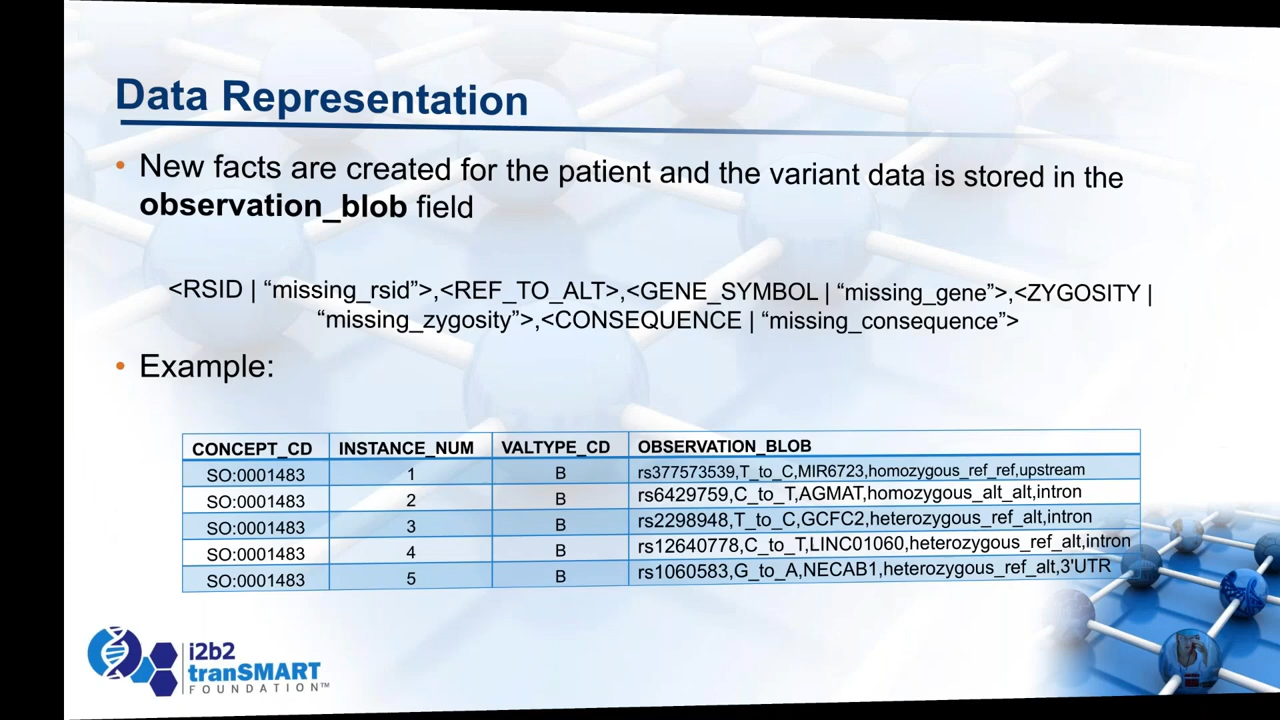 Data Representation
• New facts are created for the patient and the variant data is stored in the
observation_blob field
<RSID | “missing_rsid”>,<REF_TO_ALT>,<GENE_SYMBOL | “missing_gene”>,<ZYGOSITY |
“missing_zygosity”>,<CONSEQUENCE | “missing_consequence”>
• Example:
CONCEPT_CD INSTANCE_NUM VALTYPE_CD OBSERVATION_BLOB
SO:0001483 1 B rs377573539,T_to_C,MIR6723,homozygous_ref_ref,upstream
SO:0001483 2 B rs6429759,C_to_T,AGMAT,homozygous_alt_alt,intron
SO:0001483 3 B rs2298948,T_to_C,GCFC2,heterozygous_ref_alt,intron
SO:0001483 4 B rs12640778,C_to_T,LINC01060,heterozygous_ref_alt,intron
SO:0001483 5 B rs1060583,G_to_A,NECAB1,heterozygous_ref_alt,3'UTR
i2b2
tranSMART
FOUNDATION™